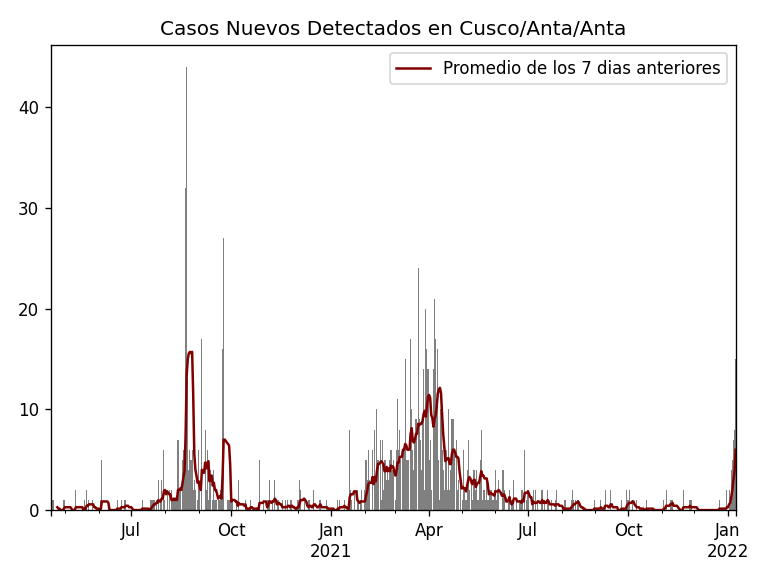 Casos Nuevos Detectados en Cusco/Anta/Anta
Promedio de los 7 dias anteriores
40
30
20
10
0
Jul
Oct
Jan
2021
Apr
Jul
Oct
Jan
2022